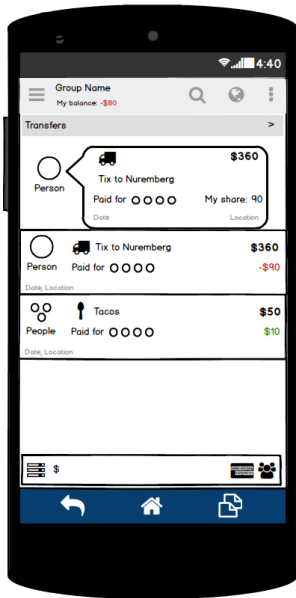 4:40
Group Name
My balance: -$80
Transfers >
$360
Tix to Nuremberg
Person
Paid for My share: 90
Date Location
Tix to Nuremberg $360
Person Paid for -$90
Date, Location
Tacos $50
People Paid for $10
Date, Location
$